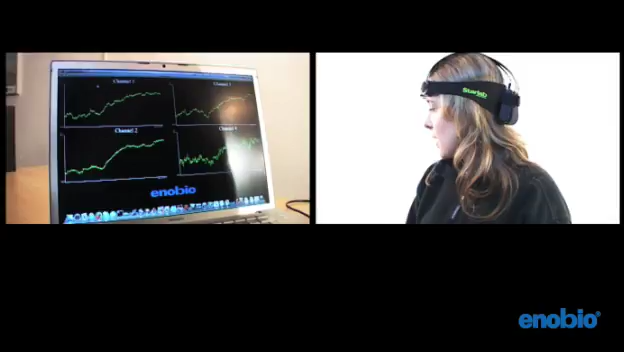 Channel 1
Channel 3
Channel 2
Channel 4
enobio
Starlab
enobio®